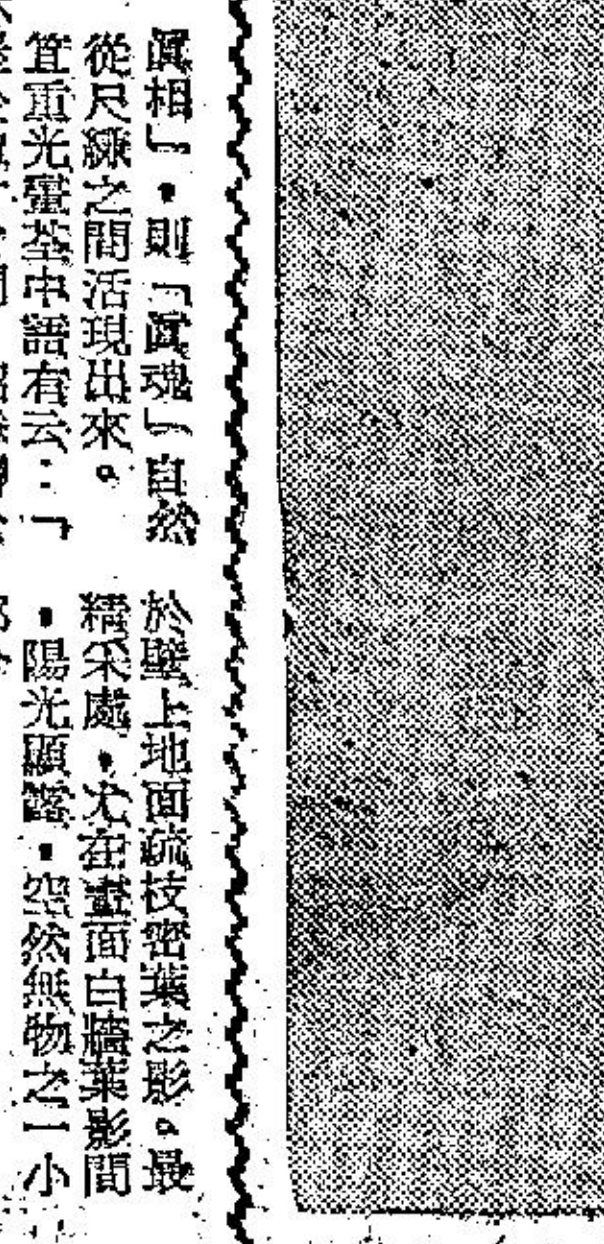 眞相」，則「眞魂」自然
從尺縑之間活現出來。
笪重光畫荃中語有云：「
於壁上地面疏枝密葉之影。最
精采處，尤在畫面白牆葉影間
，陽光顯露，空然無物之一小